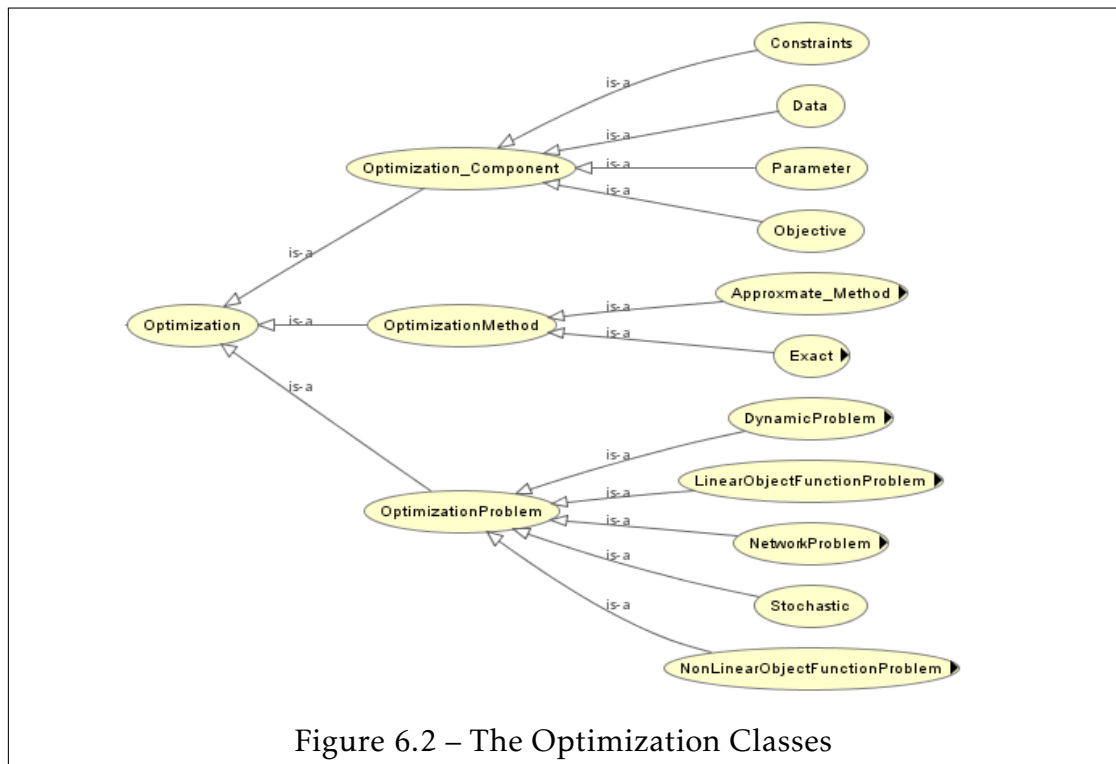 Constraints
is-a
Data
is-a
Optimization_Component
is-a
Parameter
is-a
Objective
is-a
Approxmate_Method
is-a
Optimization
is-a
OptimizationMethod
is-a
Exact
is-a
DynamicProblem
is-a
LinearObjectFunctionProblem
is-a
OptimizationProblem
is-a
NetworkProblem
is-a
Stochastic
is-a
NonLinearObjectFunctionProblem
Figure 6.2 – The Optimization Classes